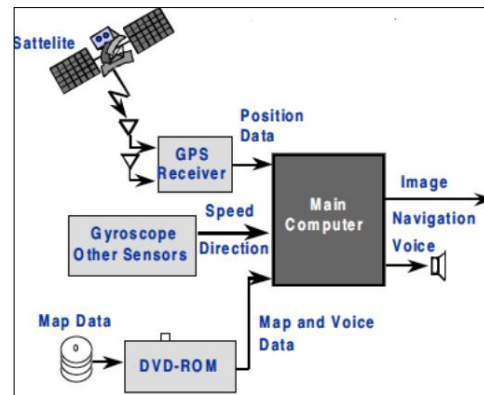 Sattelite
Position
Data
GPS
Receiver
Main
Computer
Image
Navigation
Voice
Speed
Direction
Gyroscope
Other Sensors
Map Data
DVD-ROM
Map and Voice
Data